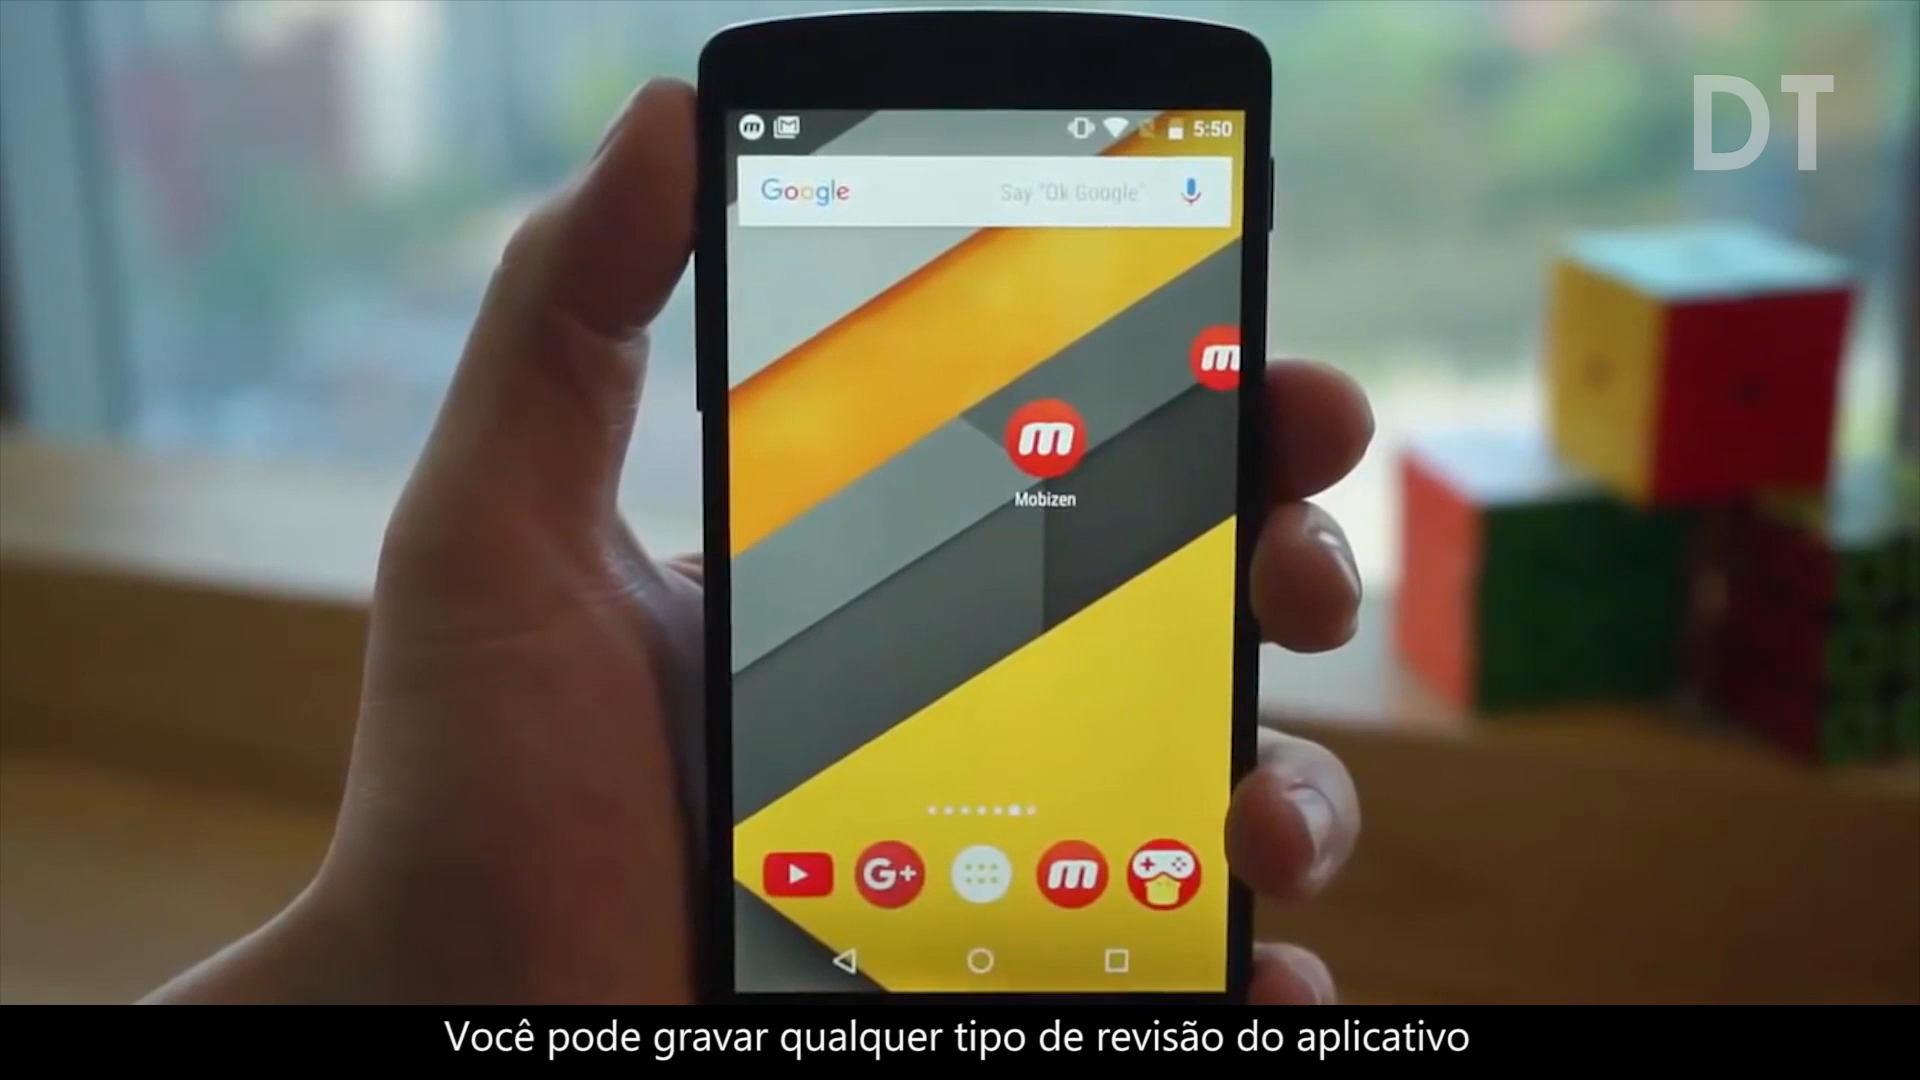 DT
m
5:50
Google
Say "Ok Google"
m
m
Mobizen
G+
m
Você pode gravar qualquer tipo de revisão do aplicativo